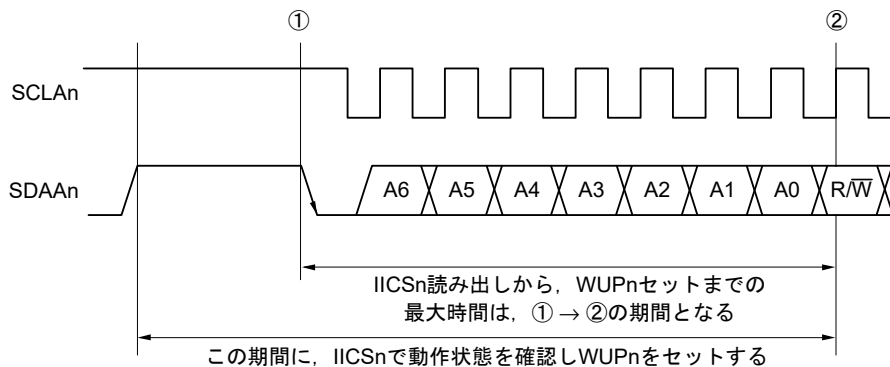 ① ②
SCLAn
SDAAn A6 A5 A4 A3 A2 A1 A0 R/W̅
IICSn読み出しから，WUPnセットまでの
最大時間は，① → ②の期間となる
この期間に，IICSnで動作状態を確認しWUPnをセットする